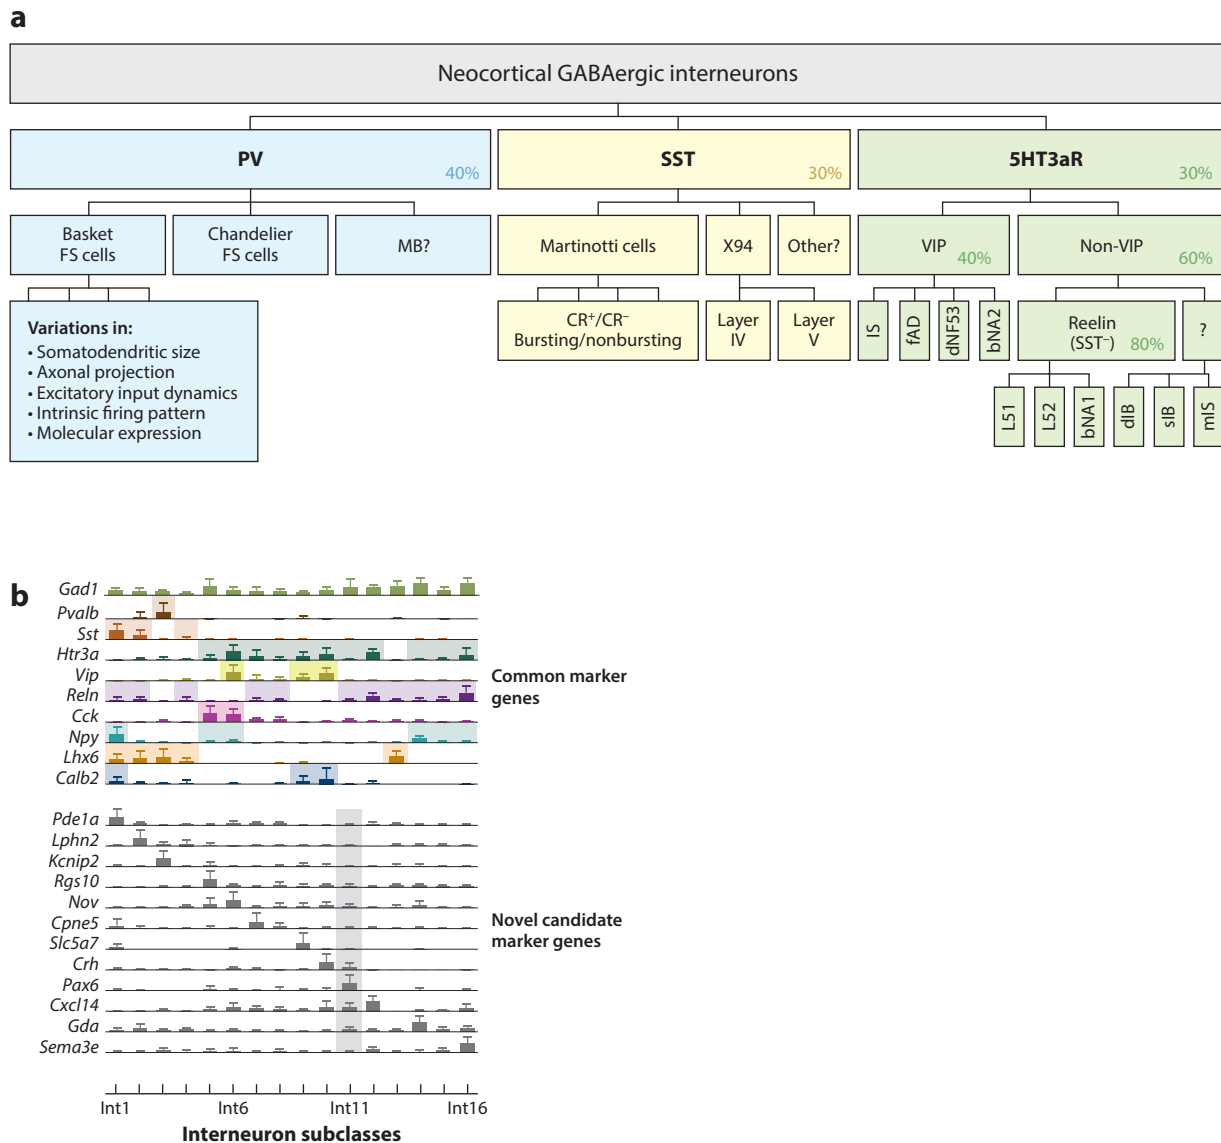 a
Neocortical GABAergic interneurons
PV
40%
SST
30%
5HT3aR
30%
Basket
FS cells
Chandelier
FS cells
MB?
Martinotti cells
X94
Other?
VIP
40%
Non-VIP
60%
Variations in:
• Somatodendritic size
• Axonal projection
• Excitatory input dynamics
• Intrinsic firing pattern
• Molecular expression
CR⁺/CR⁻
Bursting/nonbursting
Layer
IV
Layer
V
IS
fAD
dNF53
bNA2
Reelin
(SST⁻)
80%
?
L51
L52
bNA1
dIB
sIB
mIS
b
Gad1
Pvalb
Sst
Htr3a
Vip
Reln
Cck
Npy
Lhx6
Calb2
Common marker
genes
Pde1a
Lphn2
Kcnip2
Rgs10
Nov
Cpne5
Slc5a7
Crh
Pax6
Cxcl14
Gda
Sema3e
Novel candidate
marker genes
Int1
Int6
Int11
Int16
Interneuron subclasses